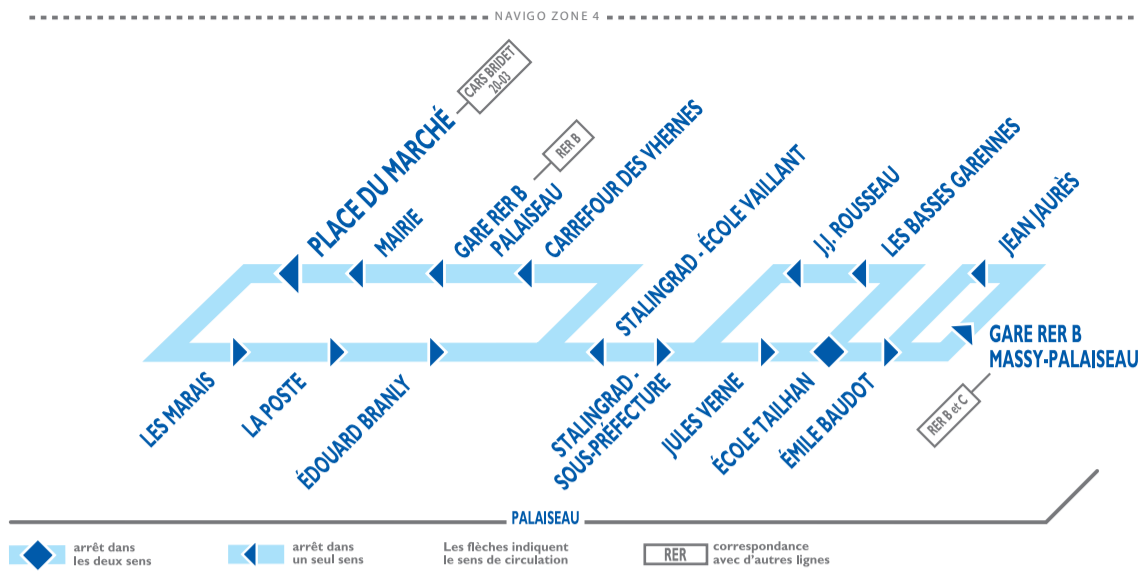 NAVIGO ZONE 4
CARS BRIDET
20-03
PLACE DU MARCHÉ
MAIRIE
RER B
GARE RER B
PALAISEAU
CARREFOUR DES YHERNES
STALINGRAD - ÉCOLE VAILLANT
J.J. ROUSSEAU
LES BASSES GARENNES
JEAN JAURÈS
GARE RER B
MASSY-PALAISEAU
RER B et C
LES MARAIS
LA POSTE
ÉDOUARD BRANLY
STALINGRAD -
SOUS-PRÉFECTURE
JULES VERNE
ÉCOLE TAILHAN
ÉMILE BAUDOT
PALAISEAU
arrêt dans
les deux sens
arrêt dans
un seul sens
Les flèches indiquent
le sens de circulation
RER
correspondance
avec d'autres lignes